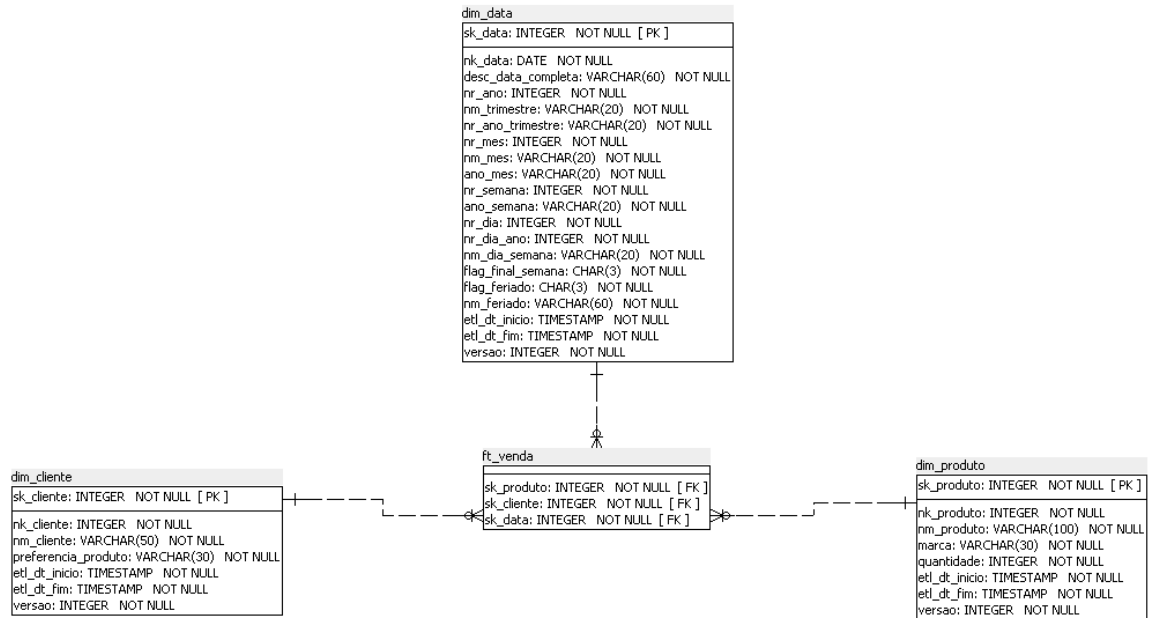 dim_data
sk_data: INTEGER NOT NULL [ PK ]
nk_data: DATE NOT NULL
desc_data_completa: VARCHAR(60) NOT NULL
nr_ano: INTEGER NOT NULL
nm_trimestre: VARCHAR(20) NOT NULL
nr_ano_trimestre: VARCHAR(20) NOT NULL
nr_mes: INTEGER NOT NULL
nm_mes: VARCHAR(20) NOT NULL
ano_mes: VARCHAR(20) NOT NULL
nr_semana: INTEGER NOT NULL
ano_semana: VARCHAR(20) NOT NULL
nr_dia: INTEGER NOT NULL
nr_dia_ano: INTEGER NOT NULL
nm_dia_semana: VARCHAR(20) NOT NULL
flag_final_semana: CHAR(3) NOT NULL
flag_feriado: CHAR(3) NOT NULL
nm_feriado: VARCHAR(60) NOT NULL
etl_dt_inicio: TIMESTAMP NOT NULL
etl_dt_fim: TIMESTAMP NOT NULL
versao: INTEGER NOT NULL
dim_cliente
sk_cliente: INTEGER NOT NULL [ PK ]
nk_cliente: INTEGER NOT NULL
nm_cliente: VARCHAR(50) NOT NULL
preferencia_produto: VARCHAR(30) NOT NULL
etl_dt_inicio: TIMESTAMP NOT NULL
etl_dt_fim: TIMESTAMP NOT NULL
versao: INTEGER NOT NULL
ft_venda
sk_produto: INTEGER NOT NULL [ FK ]
sk_cliente: INTEGER NOT NULL [ FK ]
sk_data: INTEGER NOT NULL [ FK ]
dim_produto
sk_produto: INTEGER NOT NULL [ PK ]
nk_produto: INTEGER NOT NULL
nm_produto: VARCHAR(100) NOT NULL
marca: VARCHAR(30) NOT NULL
quantidade: INTEGER NOT NULL
etl_dt_inicio: TIMESTAMP NOT NULL
etl_dt_fim: TIMESTAMP NOT NULL
versao: INTEGER NOT NULL